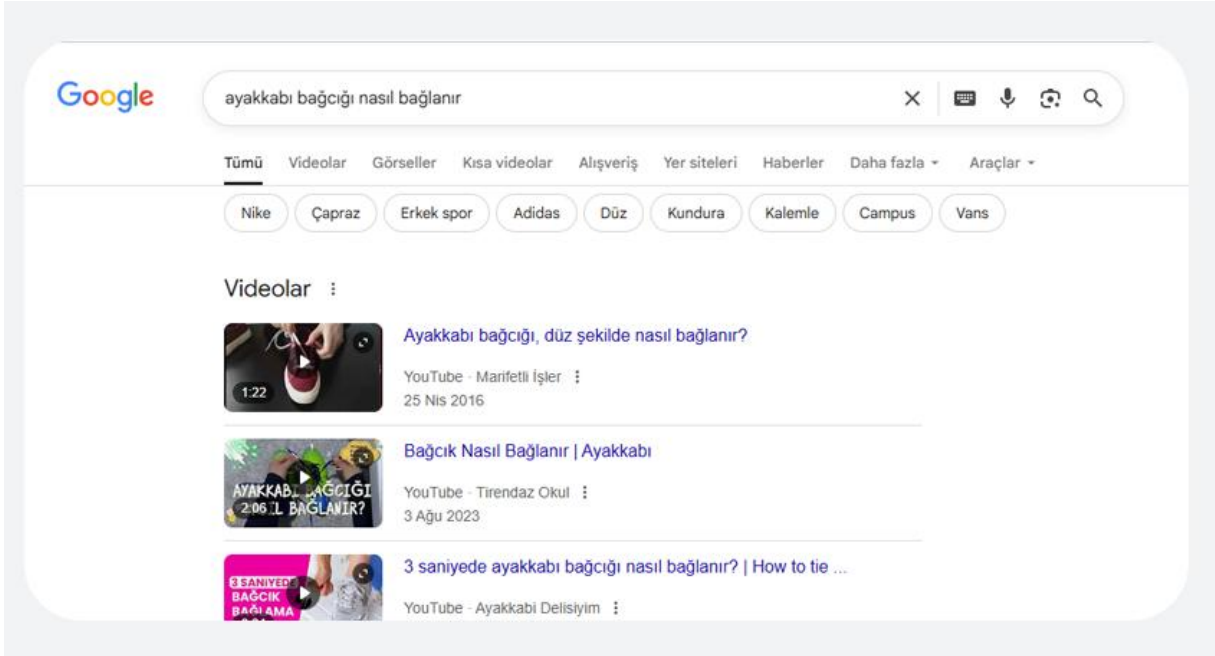 Google
ayakkabı bağcığı nasıl bağlanır
Tümü Videolar Görseller Kısa videolar Alışveriş Yer siteleri Haberler Daha fazla Araçlar
Nike Çapraz Erkek spor Adidas Düz Kundura Kalemle Campus Vans
Videolar
Ayakkabı bağcığı, düz şekilde nasıl bağlanır?
YouTube · Marifetli İşler
1:22
25 Nis 2016
Bağcık Nasıl Bağlanır | Ayakkabı
AYAKKABI BAĞCIĞI
YouTube · Tirendaz Okul
2:06 BAĞLANIR?
3 Ağu 2023
3 saniyede ayakkabı bağcığı nasıl bağlanır? | How to tie ...
3 SANİYEDE
BAĞCIK
BAĞLAMA
YouTube · Ayakkabi Delisiyim